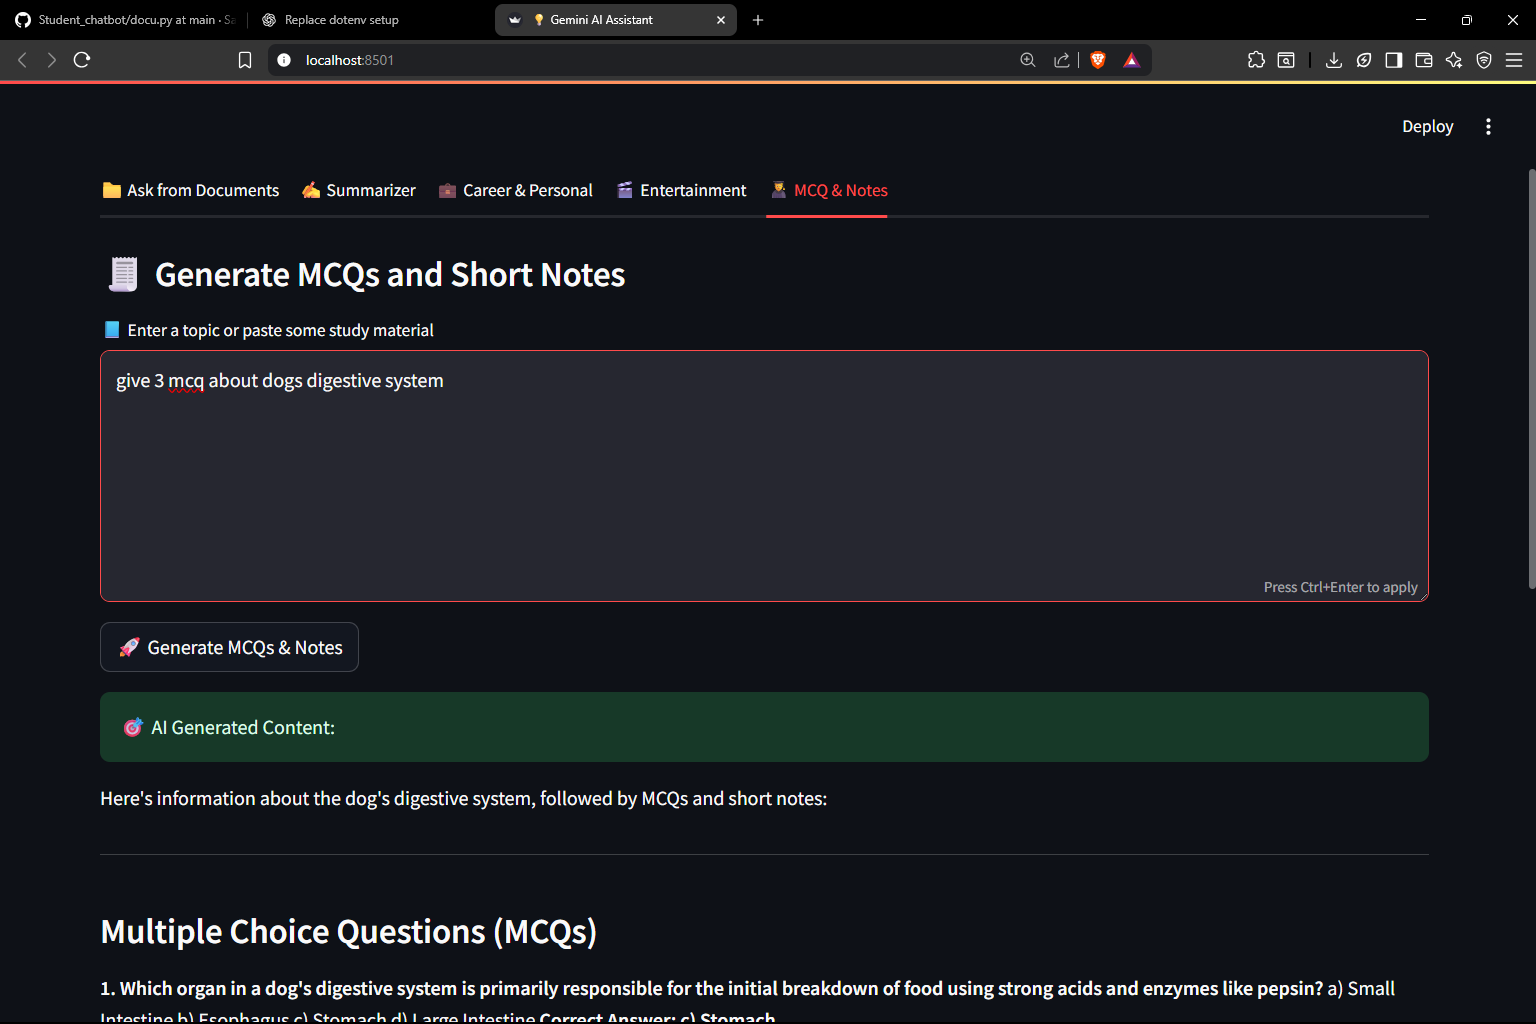 Student_chatbot/docu.py at main · Sa
Replace dotenv setup
Gemini AI Assistant
localhost:8501
Deploy
Ask from Documents
Summarizer
Career & Personal
Entertainment
MCQ & Notes
Generate MCQs and Short Notes
Enter a topic or paste some study material
give 3 mcq about dogs digestive system
Press Ctrl+Enter to apply
Generate MCQs & Notes
AI Generated Content:
Here's information about the dog's digestive system, followed by MCQs and short notes:
Multiple Choice Questions (MCQs)
1. Which organ in a dog's digestive system is primarily responsible for the initial breakdown of food using strong acids and enzymes like pepsin? a) Small
Intestine b) Esophagus c) Stomach d) Large Intestine Correct Answer: c) Stomach